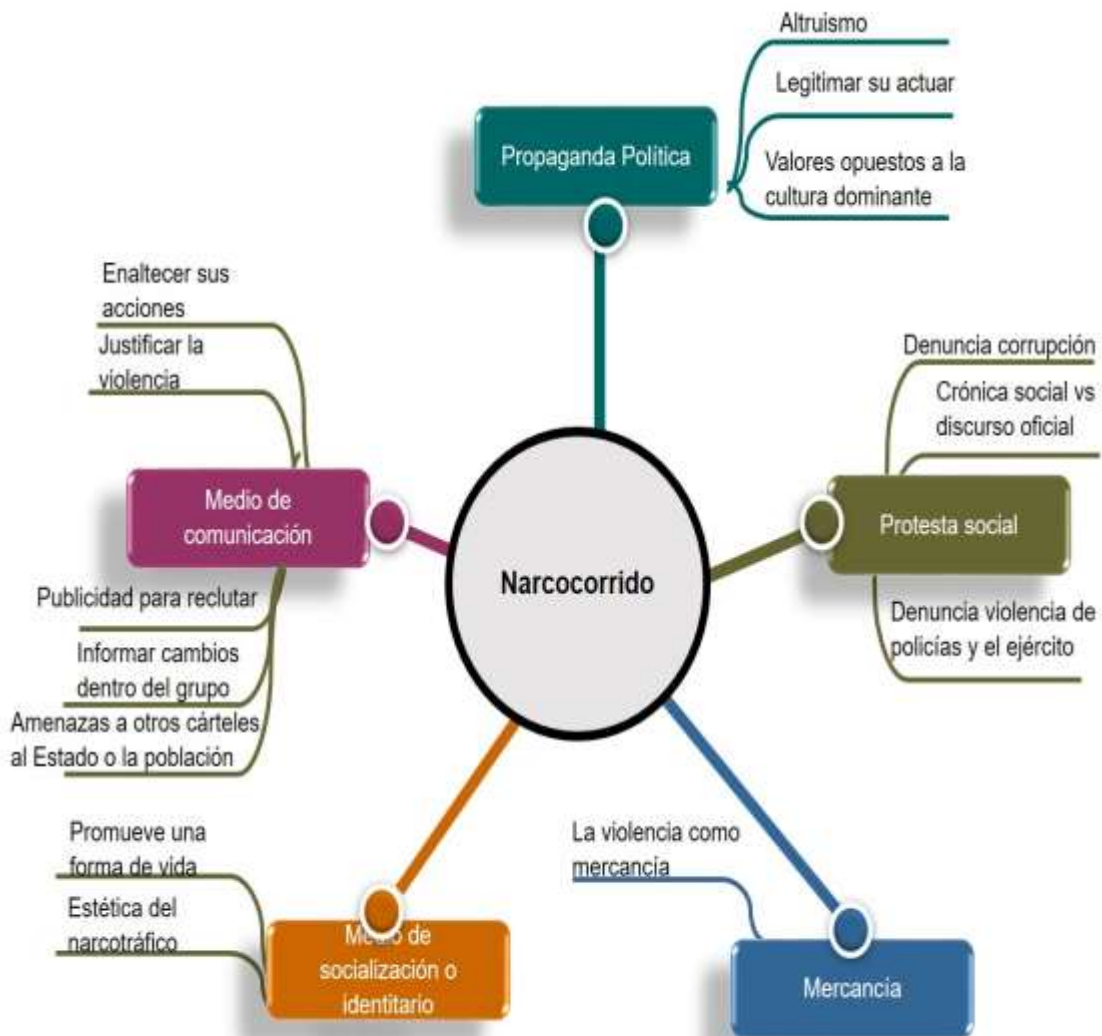 Altruismo
Legitimar su actuar
Propaganda Política
Valores opuestos a la
cultura dominante
Enaltecer sus
acciones
Justificar la
violencia
Denuncia corrupción
Crónica social vs
discurso oficial
Medio de
comunicación
Protesta social
Narcocorrido
Publicidad para reclutar
Informar cambios
dentro del grupo
Amenazas a otros cárteles
al Estado o la población
Denuncia violencia de
policías y el ejército
Promueve una
forma de vida
Estética del
narcotráfico
La violencia como
mercancía
Medio de
socialización o
identitario
Mercancia